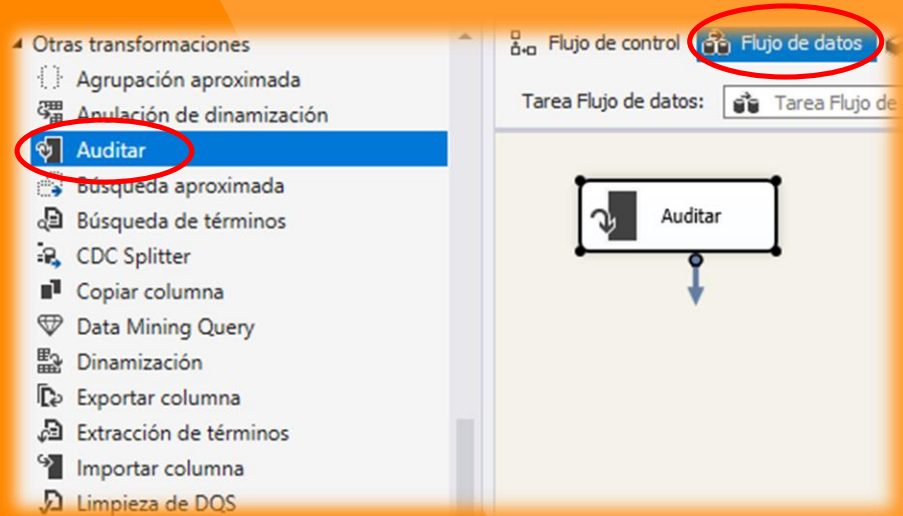 Otras transformaciones
Agrupación aproximada
Anulación de dinamización
Auditar
Búsqueda aproximada
Búsqueda de términos
CDC Splitter
Copiar columna
Data Mining Query
Dinamización
Exportar columna
Extracción de términos
Importar columna
Limpieza de DQS
Flujo de control Flujo de datos
Tarea Flujo de datos: Tarea Flujo de
Auditar